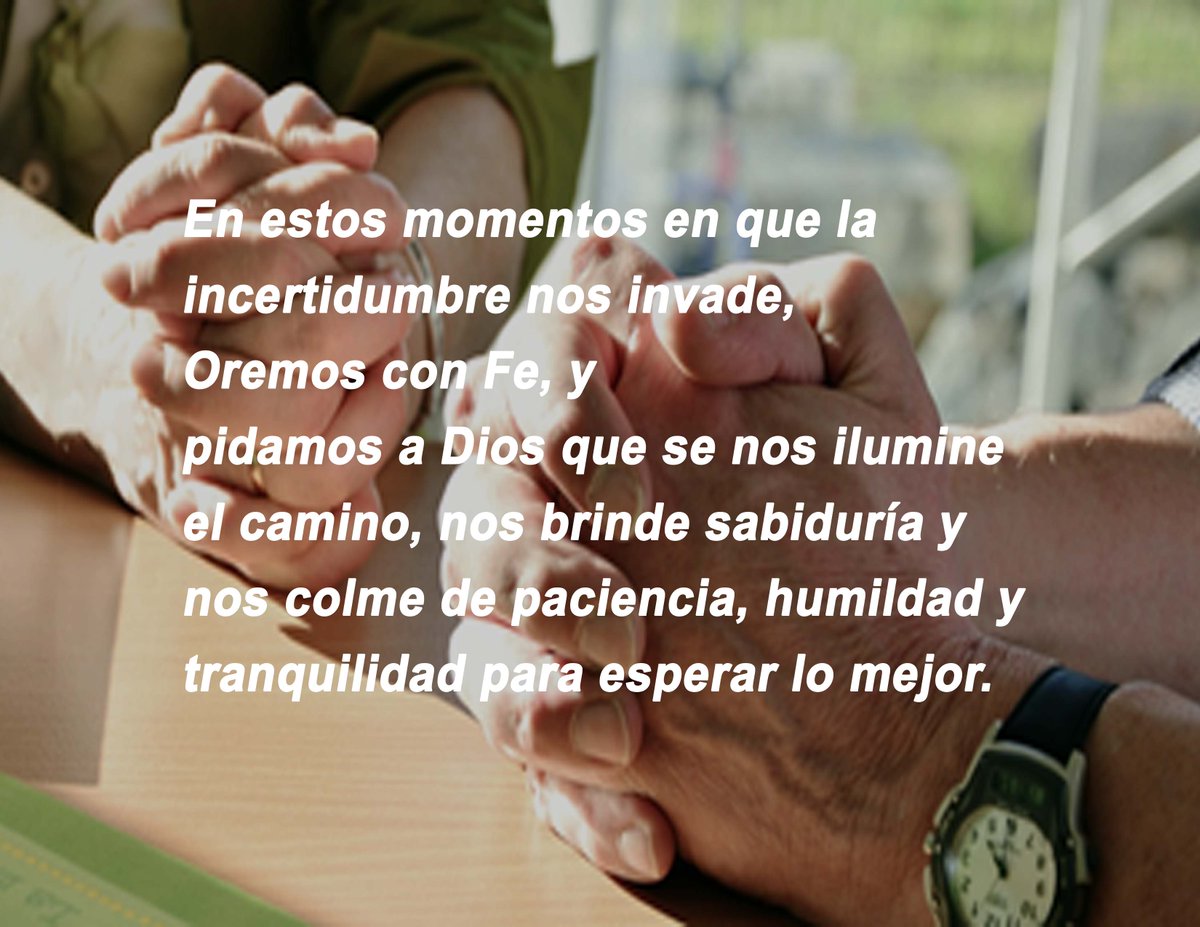 En estos momentos en que la
incertidumbre nos invade,
Oremos con Fe, y
pidamos a Dios que se nos ilumine
el camino, nos brinde sabiduría y
nos colme de paciencia, humildad y
tranquilidad para esperar lo mejor.